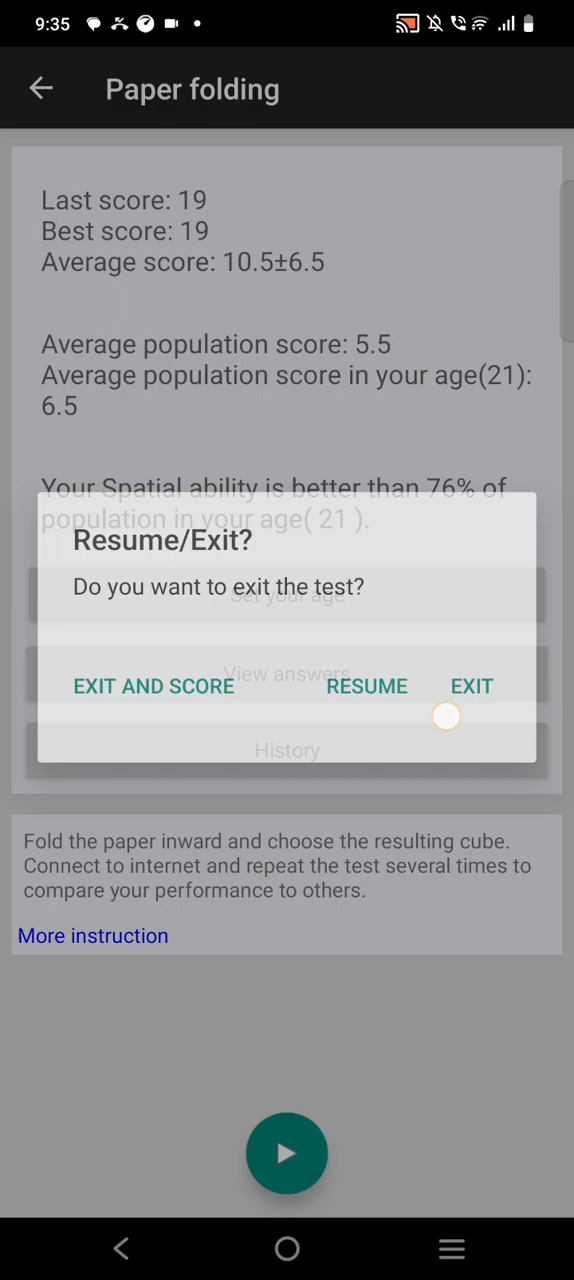 9:35
Paper folding
Last score: 19
Best score: 19
Average score: 10.5±6.5
Average population score: 5.5
Average population score in your age(21):
6.5
Your Spatial ability is better than 76% of
population in your age( 21 ).
Resume/Exit?
Do you want to exit the test?
Set your age
View answers
EXIT AND SCORE RESUME EXIT
History
Fold the paper inward and choose the resulting cube.
Connect to internet and repeat the test several times to
compare your performance to others.
More instruction